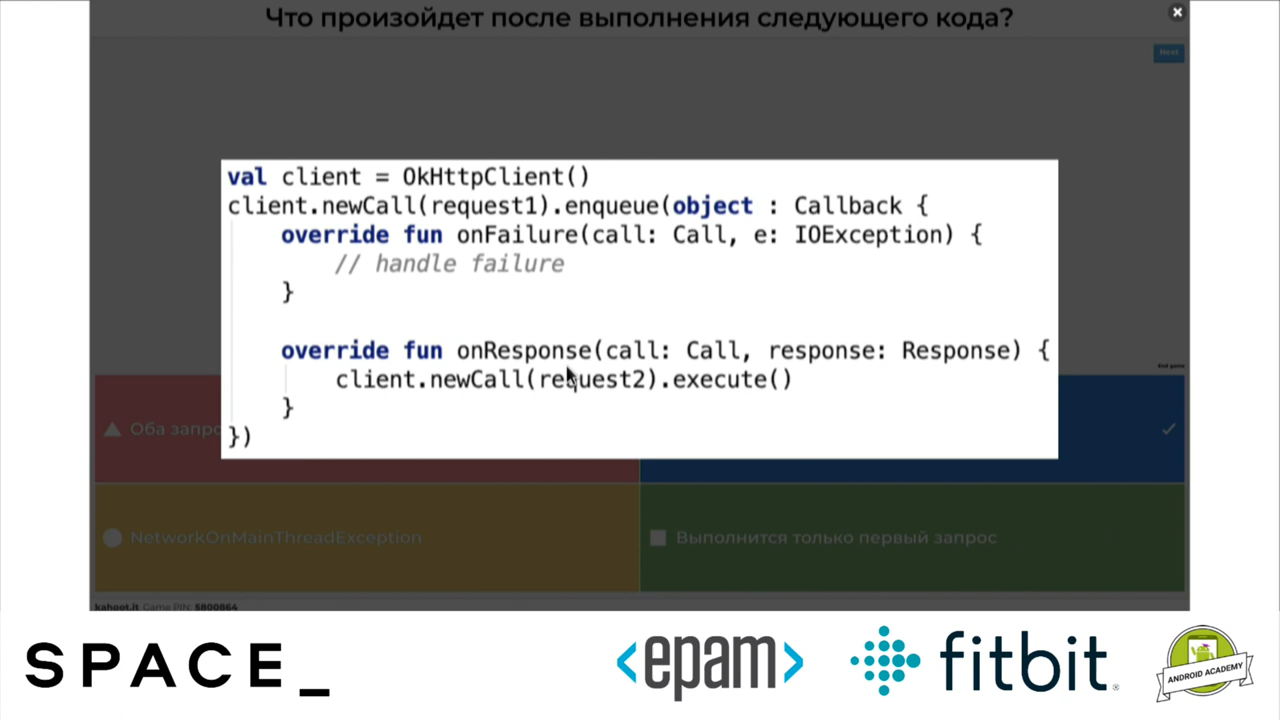 Что произойдет после выполнения следующего кода?
Next
val client = OkHttpClient()
client.newCall(request1).enqueue(object : Callback {
override fun onFailure(call: Call, e: IOException) {
// handle failure
}
override fun onResponse(call: Call, response: Response) {
client.newCall(request2).execute()
}
})
End game
Оба
NetworkOnMainThreadException
Выполнится только первый запрос
kahoot.it Game PIN: 5800864
SPACE_
<epam>
fitbit
ANDROID ACADEMY